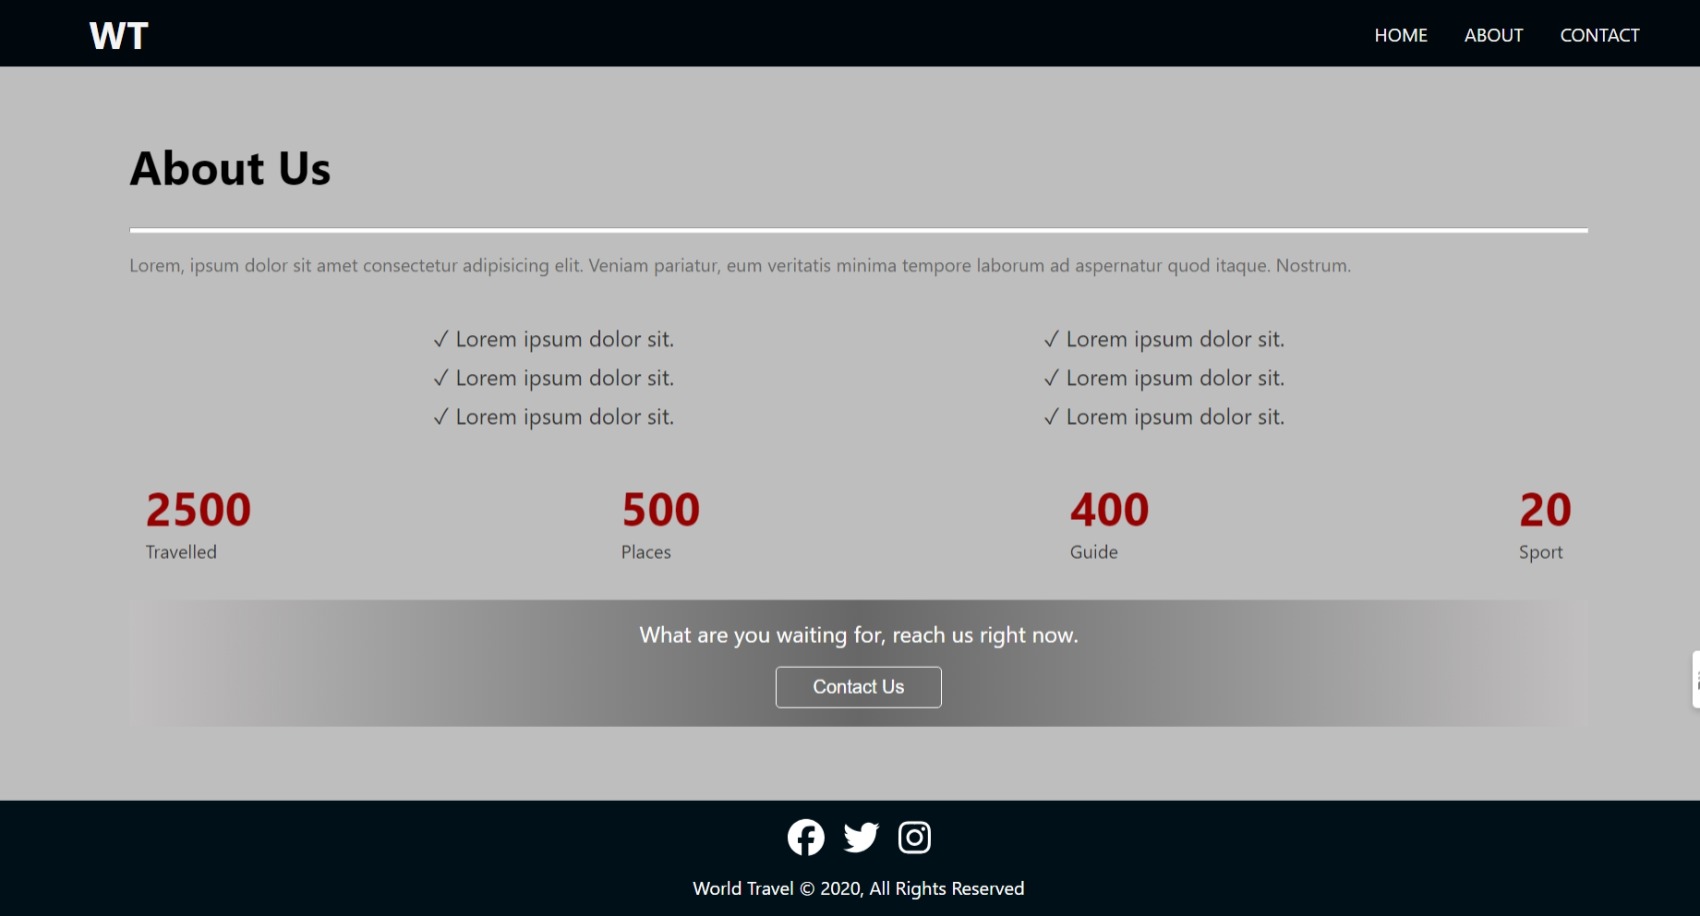 WT
HOME ABOUT CONTACT
About Us
Lorem, ipsum dolor sit amet consectetur adipisicing elit. Veniam pariatur, eum veritatis minima tempore laborum ad aspernatur quod itaque. Nostrum.
✓ Lorem ipsum dolor sit.
✓ Lorem ipsum dolor sit.
✓ Lorem ipsum dolor sit.
✓ Lorem ipsum dolor sit.
✓ Lorem ipsum dolor sit.
✓ Lorem ipsum dolor sit.
2500
Travelled
500
Places
400
Guide
20
Sport
What are you waiting for, reach us right now.
Contact Us
World Travel © 2020, All Rights Reserved